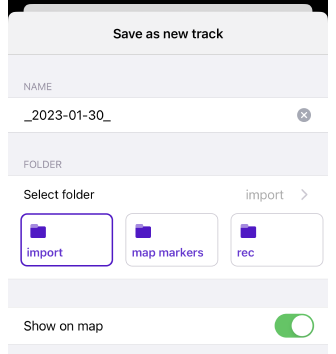 Save as new track
NAME
_2023-01-30_
FOLDER
Select folder import
import map markers rec
Show on map